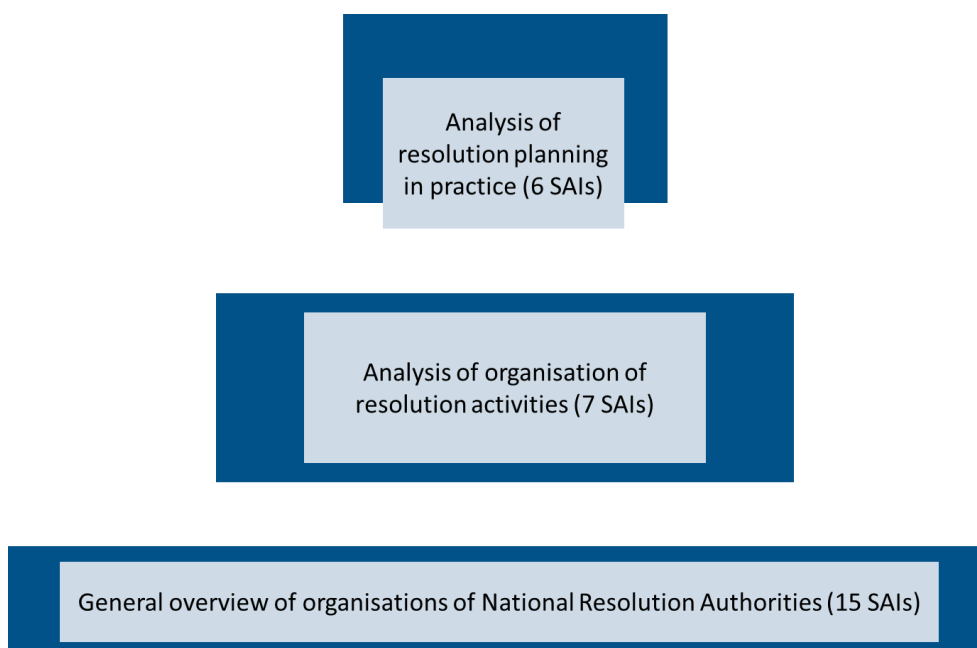 Analysis of
resolution planning
in practice (6 SAIs)
Analysis of organisation of
resolution activities (7 SAIs)
General overview of organisations of National Resolution Authorities (15 SAIs)